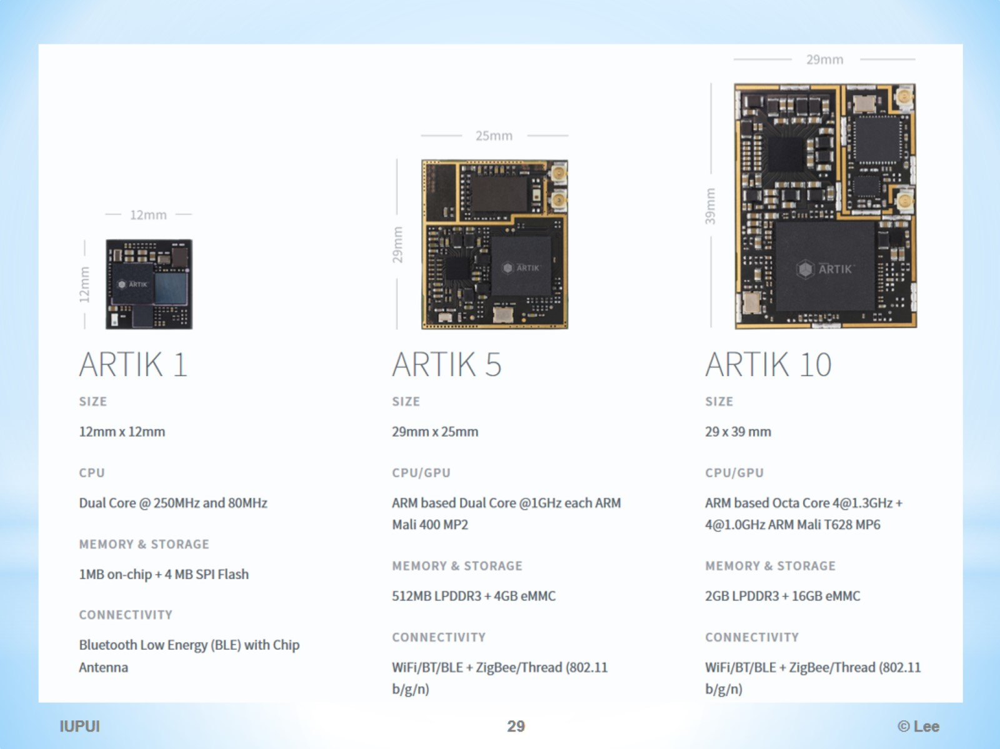 12mm
12mm
ARTIK
ARTIK 1
SIZE
12mm x 12mm
CPU
Dual Core @ 250MHz and 80MHz
MEMORY & STORAGE
1MB on-chip + 4 MB SPI Flash
CONNECTIVITY
Bluetooth Low Energy (BLE) with Chip
Antenna
25mm
29mm
ARTIK
ARTIK 5
SIZE
29mm x 25mm
CPU/GPU
ARM based Dual Core @1GHz each ARM
Mali 400 MP2
MEMORY & STORAGE
512MB LPDDR3 + 4GB eMMC
CONNECTIVITY
WiFi/BT/BLE + ZigBee/Thread (802.11
b/g/n)
29mm
39mm
ARTIK
ARTIK 10
SIZE
29 x 39 mm
CPU/GPU
ARM based Octa Core 4@1.3GHz +
4@1.0GHz ARM Mali T628 MP6
MEMORY & STORAGE
2GB LPDDR3 + 16GB eMMC
CONNECTIVITY
WiFi/BT/BLE + ZigBee/Thread (802.11
b/g/n)
IUPUI
29
© Lee